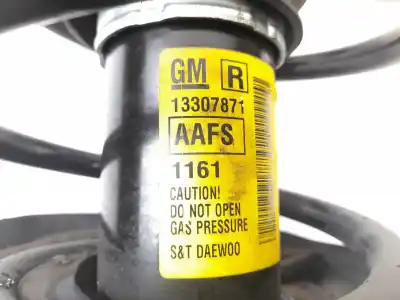 GM R
13307871
AAFS
1161
CAUTION!
DO NOT OPEN
GAS PRESSURE
S&T DAEWOO